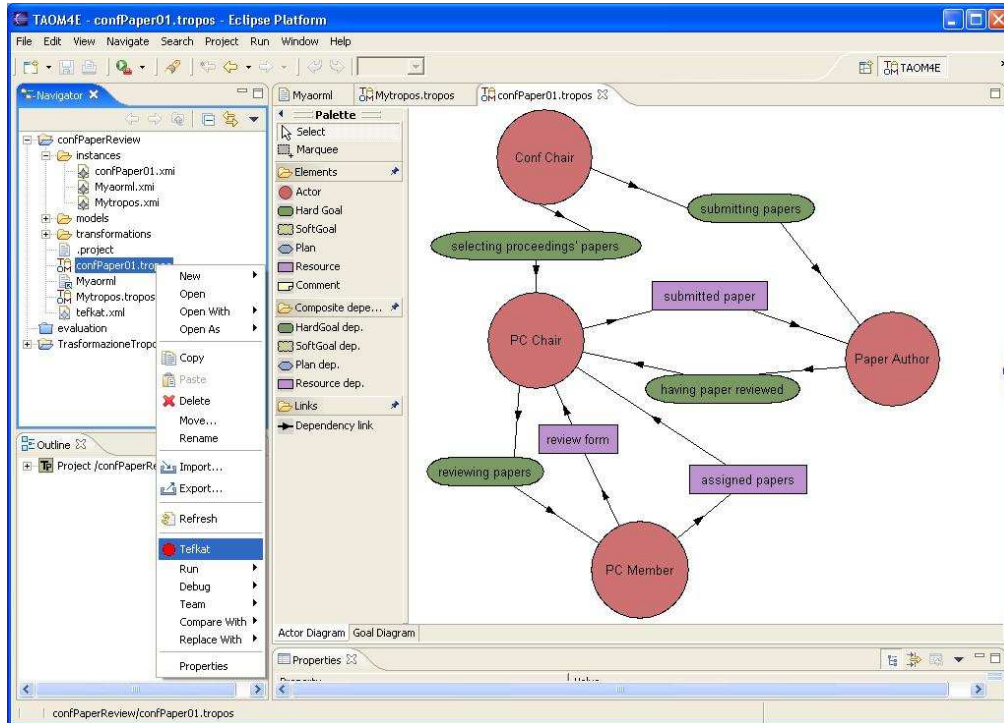 TAOM4E - confPaper01.tropos - Eclipse Platform
File Edit View Navigate Search Project Run Window Help
TAOM4E
Navigator
confPaperReview
instances
confPaper01.xmi
Myaorml.xmi
Mytropos.xmi
models
transformations
.project
confPaper01.tropos
Myaorml
Mytropos.tropos
tefkat.xml
evaluation
TrasformazioneTropo
New
Open
Open With
Open As
Copy
Paste
Delete
Move...
Rename
Import...
Export...
Refresh
Tefkat
Run
Debug
Team
Compare With
Replace With
Properties
Outline
Project /confPaperRe
Myaorml
Mytropos.tropos
confPaper01.tropos
Palette
Select
Marquee
Elements
Actor
Hard Goal
SoftGoal
Plan
Resource
Comment
Composite depe...
HardGoal dep.
SoftGoal dep.
Plan dep.
Resource dep.
Links
Dependency link
Conf Chair
submitting papers
selecting proceedings' papers
submitted paper
PC Chair
Paper Author
having paper reviewed
review form
reviewing papers
assigned papers
PC Member
Actor Diagram Goal Diagram
Properties
Property Value
confPaperReview/confPaper01.tropos